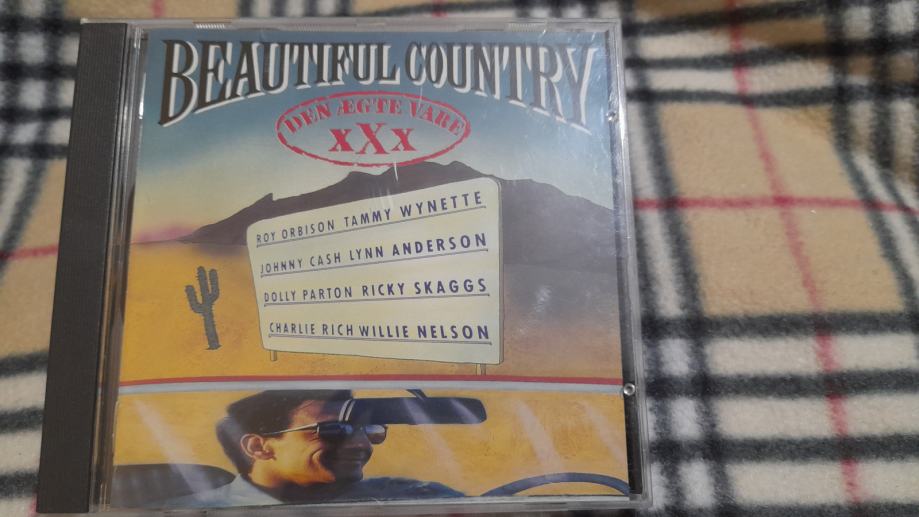 BEAUTIFUL COUNTRY
DEN ÆGTE VARE
xXx
ROY ORBISON TAMMY WYNETTE
JOHNNY CASH LYNN ANDERSON
DOLLY PARTON RICKY SKAGGS
CHARLIE RICH WILLIE NELSON